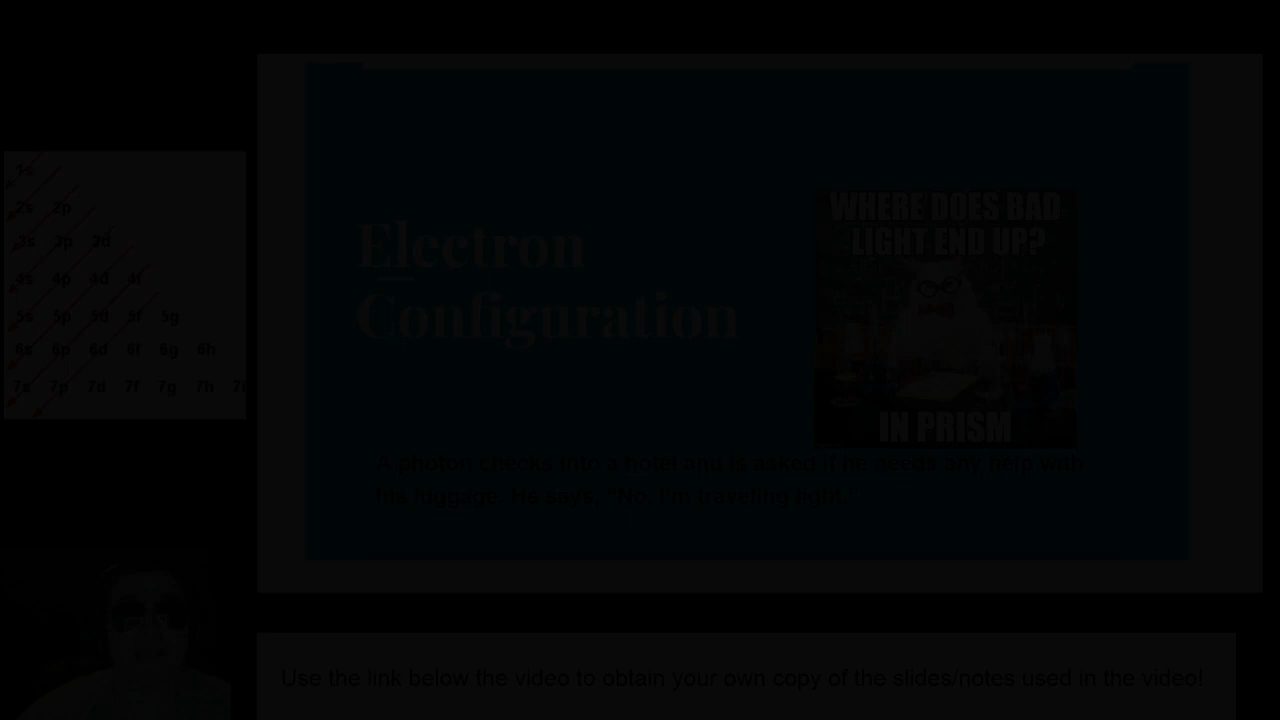 1s
2s 2p
3s 3p 3d
4s 4p 4d 4f
5s 5p 5d 5f 5g
6s 6p 6d 6f 6g 6h
7s 7p 7d 7f 7g 7h 7i
Electron
Configuration
WHERE DOES BAD
LIGHT END UP?
IN PRISM
A photon checks into a hotel and is asked if he needs any help with
his luggage. He says, "No. I'm traveling light."
Use the link below the video to obtain your own copy of the slides/notes used in the video!